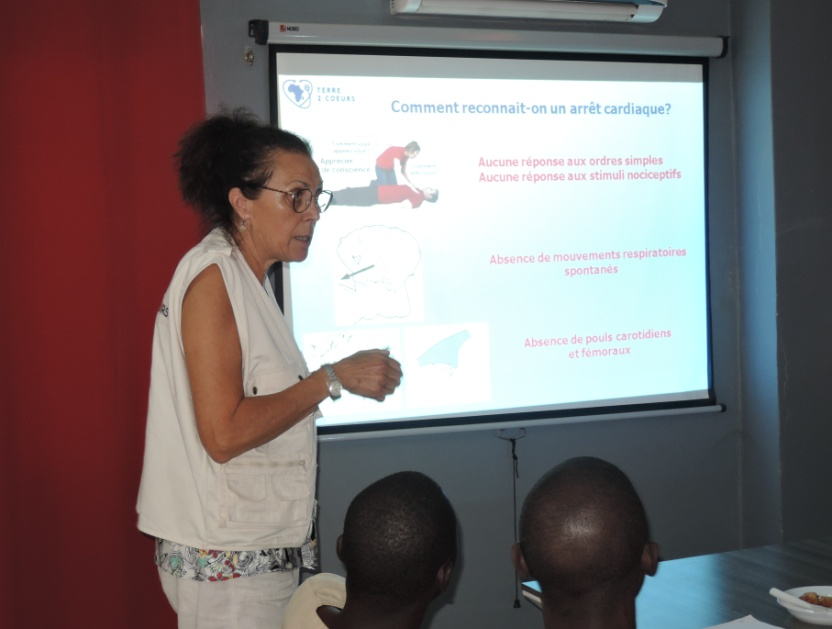 NOBO
TERRE
2 COEURS
Comment reconnait-on un arrêt cardiaque?
Apprécier
de conscience
Aucune réponse aux ordres simples
Aucune réponse aux stimuli nociceptifs
Absence de mouvements respiratoires
spontanés
Absence de pouls carotidiens
et fémoraux